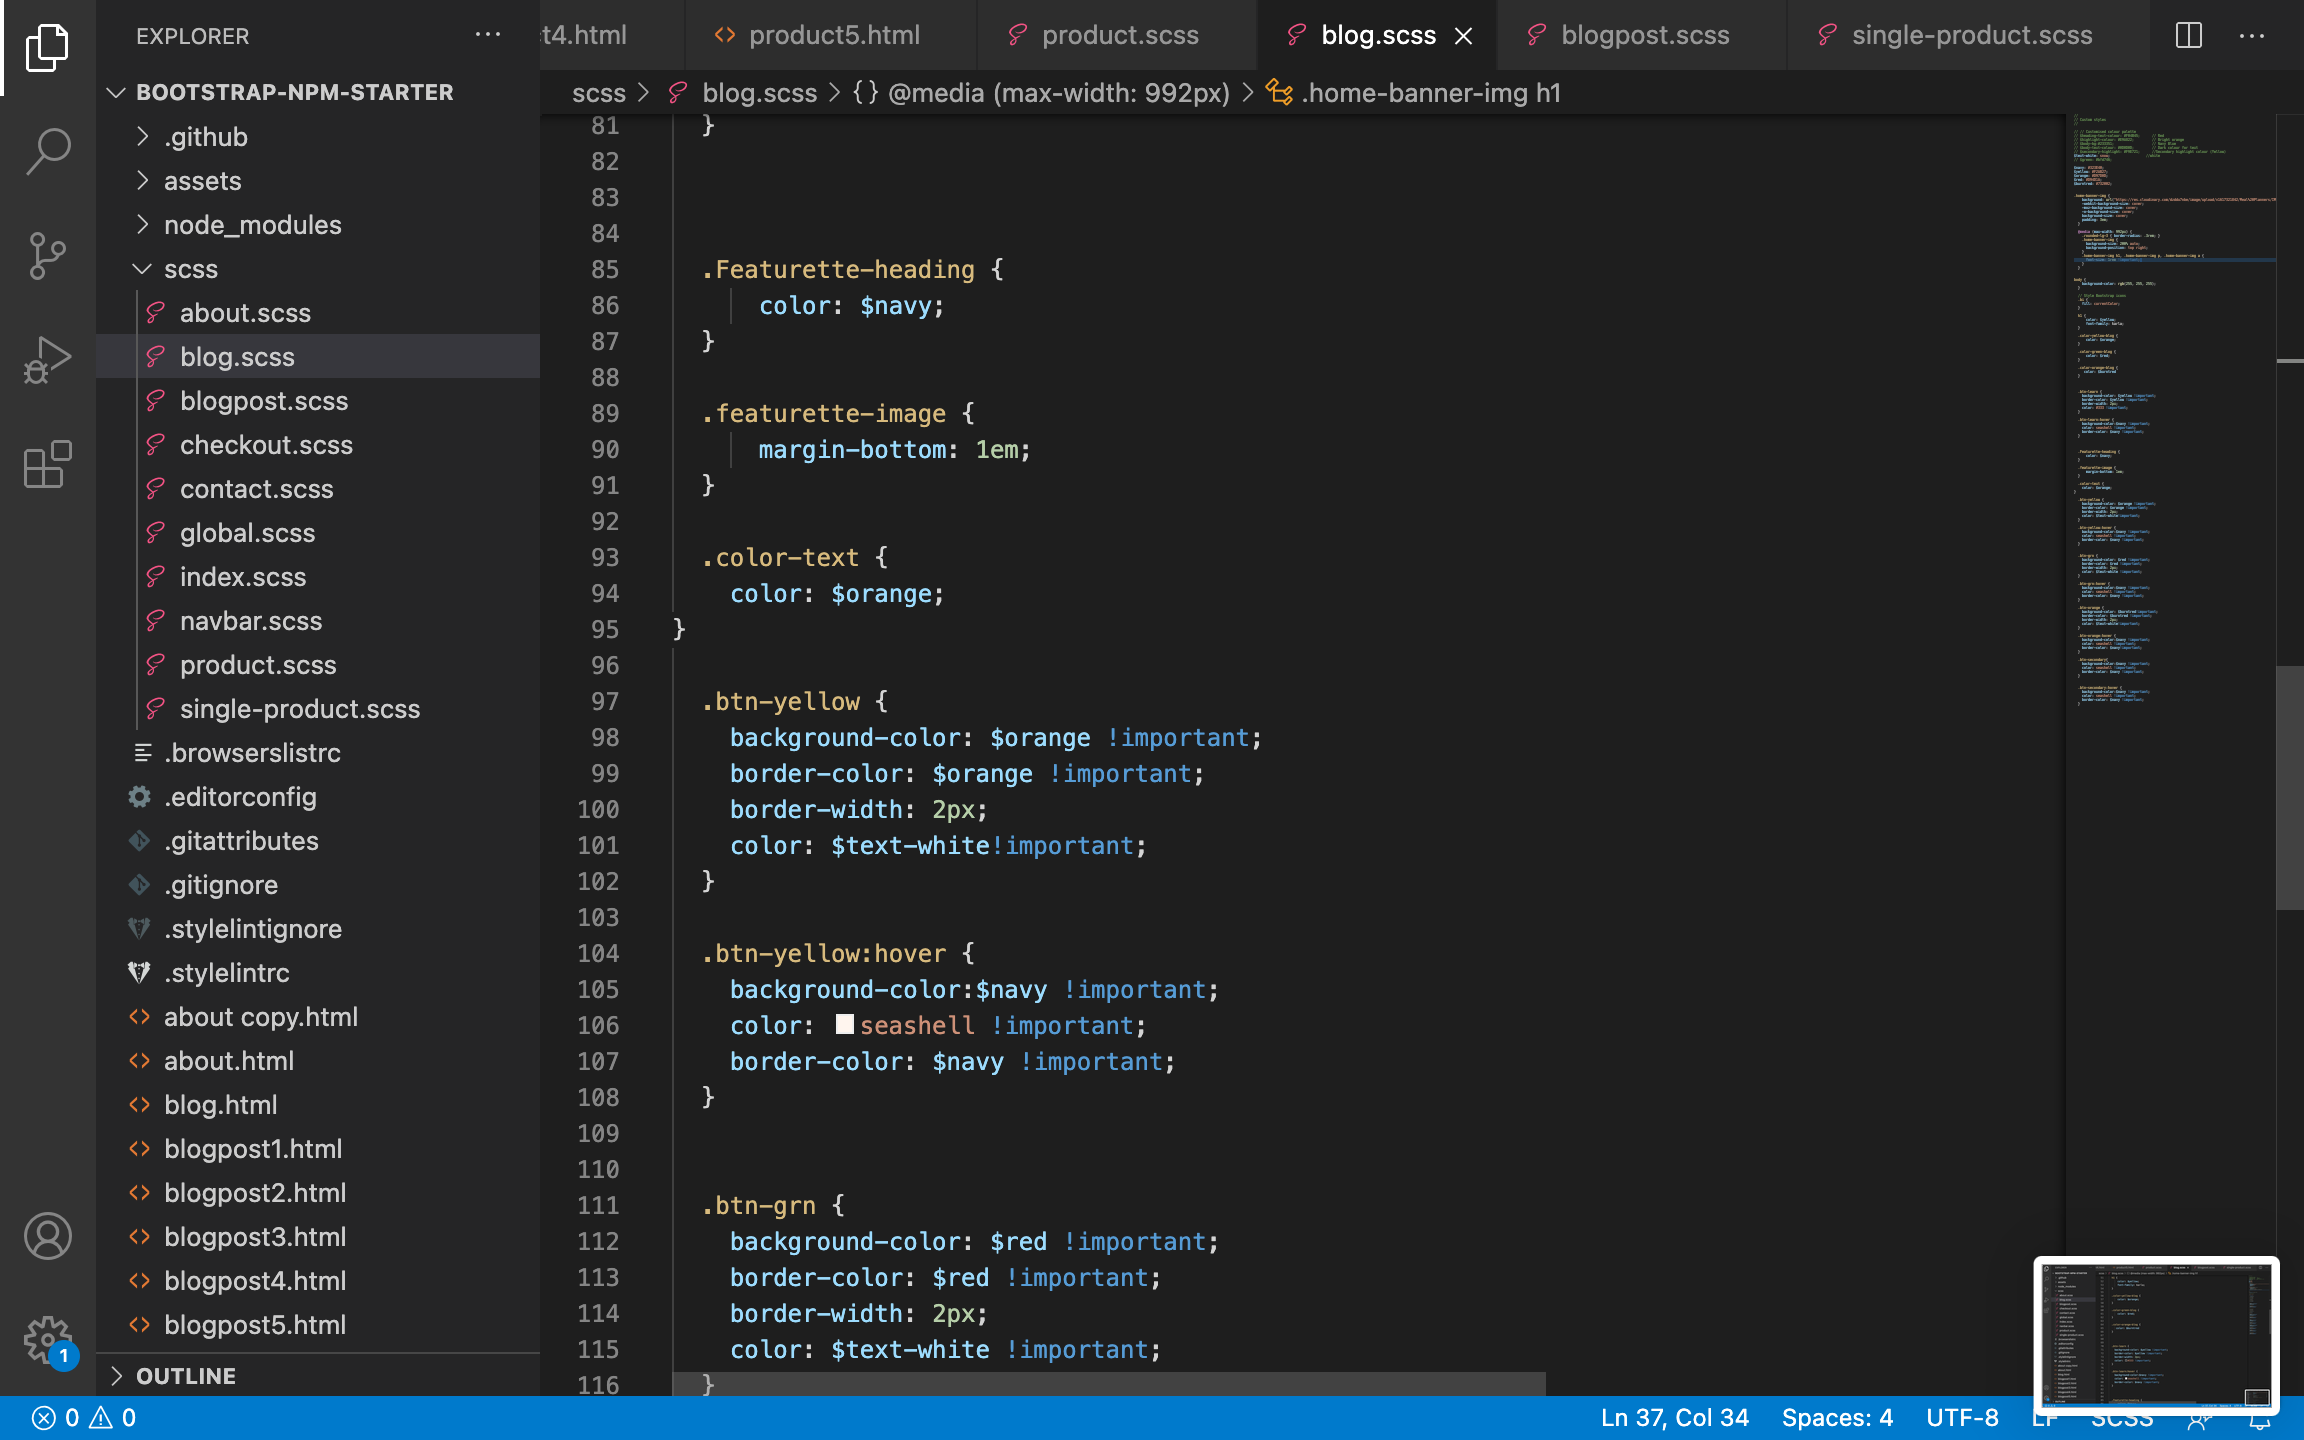 EXPLORER
BOOTSTRAP-NPM-STARTER
.github
assets
node_modules
scss
about.scss
blog.scss
blogpost.scss
checkout.scss
contact.scss
global.scss
index.scss
navbar.scss
product.scss
single-product.scss
.browserslistrc
.editorconfig
.gitattributes
.gitignore
.stylelintignore
.stylelintrc
about copy.html
about.html
blog.html
blogpost1.html
blogpost2.html
blogpost3.html
blogpost4.html
blogpost5.html
OUTLINE
1
t4.html product5.html product.scss blog.scss blogpost.scss single-product.scss
scss > blog.scss > {} @media (max-width: 992px) > .home-banner-img h1
81 }
82
83
84
85 .Featurette-heading {
86 color: $navy;
87 }
88
89 .featurette-image {
90 margin-bottom: 1em;
91 }
92
93 .color-text {
94 color: $orange;
95 }
96
97 .btn-yellow {
98 background-color: $orange !important;
99 border-color: $orange !important;
100 border-width: 2px;
101 color: $text-white!important;
102 }
103
104 .btn-yellow:hover {
105 background-color:$navy !important;
106 color: seashell !important;
107 border-color: $navy !important;
108 }
109
110
111 .btn-grn {
112 background-color: $red !important;
113 border-color: $red !important;
114 border-width: 2px;
115 color: $text-white !important;
116 }
0 0 Ln 37, Col 34 Spaces: 4 UTF-8 LF SCSS